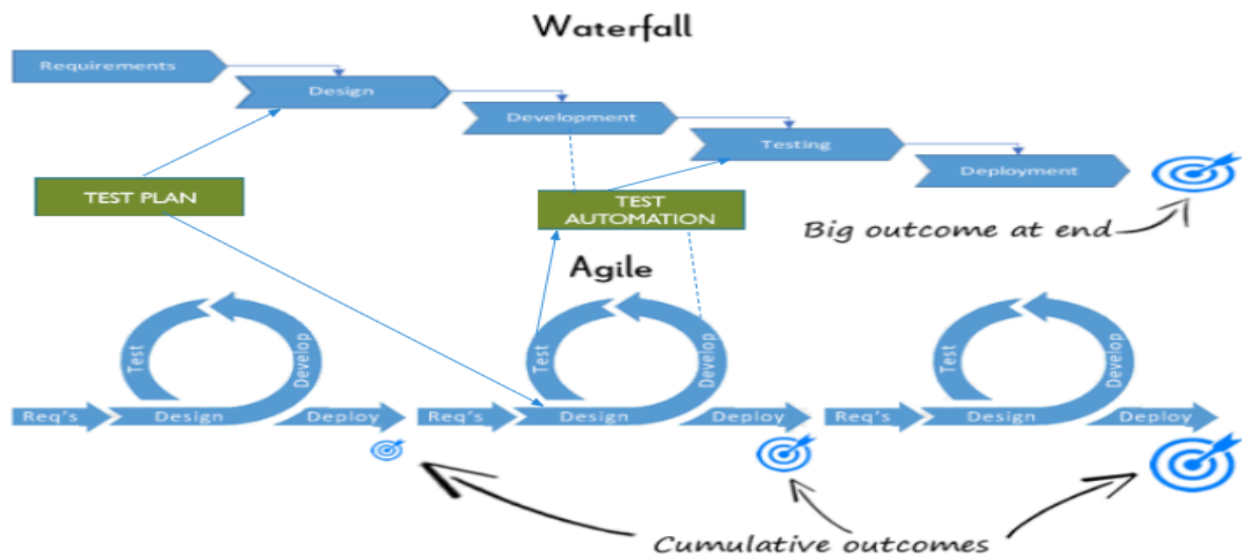 Waterfall
Requirements
Design
Development
Testing
Deployment
TEST PLAN
TEST
AUTOMATION
Big outcome at end
Agile
Test
Develop
Req's
Design
Deploy
Test
Develop
Req's
Design
Deploy
Test
Develop
Req's
Design
Deploy
Cumulative outcomes